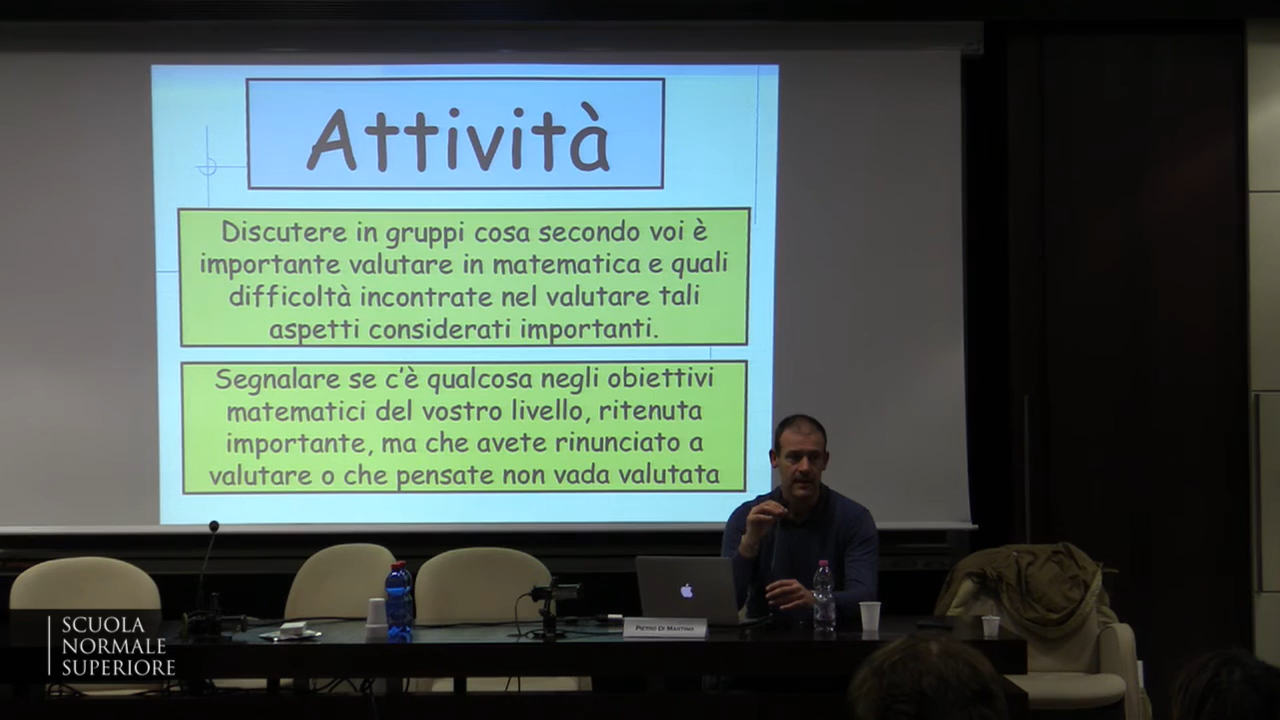 Attività
Discutere in gruppi cosa secondo voi è
importante valutare in matematica e quali
difficoltà incontrate nel valutare tali
aspetti considerati importanti.
Segnalare se c'è qualcosa negli obiettivi
matematici del vostro livello, ritenuta
importante, ma che avete rinunciato a
valutare o che pensate non vada valutata
PIETRO DI MARTINO
SCUOLA
NORMALE
SUPERIORE